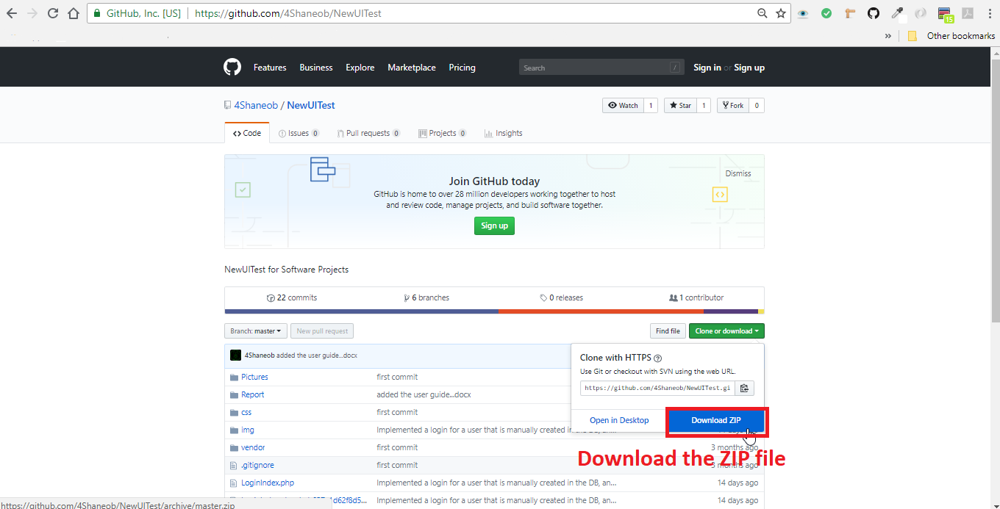 GitHub, Inc. [US] | https://github.com/4Shaneob/NewUITest
15
» Other bookmarks
Features Business Explore Marketplace Pricing Search / Sign in or Sign up
4Shaneob / NewUITest Watch 1 Star 1 Fork 0
Code Issues 0 Pull requests 0 Projects 0 Insights
Dismiss
Join GitHub today
GitHub is home to over 28 million developers working together to host
and review code, manage projects, and build software together.
Sign up
NewUITest for Software Projects
22 commits 6 branches 0 releases 1 contributor
Branch: master New pull request Find file Clone or download
4Shaneob added the user guide...docx
Clone with HTTPS ?
Use Git or checkout with SVN using the web URL.
https://github.com/4Shaneob/NewUITest.gi
Open in Desktop Download ZIP
Download the ZIP file
Pictures first commit
Report added the user guide...docx
css first commit
img Implemented a login for a user that is manually created in
vendor first commit 3 months ago
.gitignore first commit 3 months ago
LoginIndex.php Implemented a login for a user that is manually created in the DB, an... 14 days ago
Implemented a login for a user that is manually created in the DB, an... 14 days ago
https://github.com/4Shaneob/NewUITest/archive/master.zip